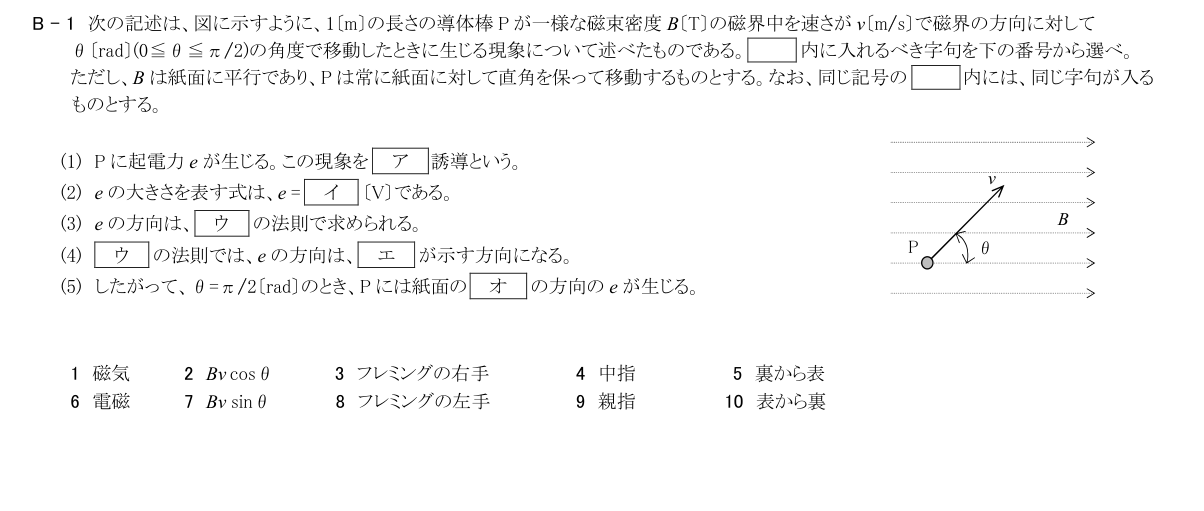 B－1 次の記述は、図に示すように、1〔m〕の長さの導体棒 P が一様な磁束密度 B〔T〕の磁界中を速さが v〔m/s〕で磁界の方向に対して
θ〔rad〕(0≦θ≦π/2)の角度で移動したときに生じる現象について述べたものである。 内に入れるべき字句を下の番号から選べ。
ただし、B は紙面に平行であり、P は常に紙面に対して直角を保って移動するものとする。なお、同じ記号の 内には、同じ字句が入る
ものとする。
(1) P に起電力 e が生じる。この現象を ア 誘導という。
(2) e の大きさを表す式は、e = イ 〔V〕である。
(3) e の方向は、 ウ の法則で求められる。
(4) ウ の法則では、e の方向は、 エ が示す方向になる。
(5) したがって、θ = π/2〔rad〕のとき、P には紙面の オ の方向の e が生じる。
v
B
P
θ
1 磁気 2 Bv cos θ 3 フレミングの右手 4 中指 5 裏から表
6 電磁 7 Bv sin θ 8 フレミングの左手 9 親指 10 表から裏